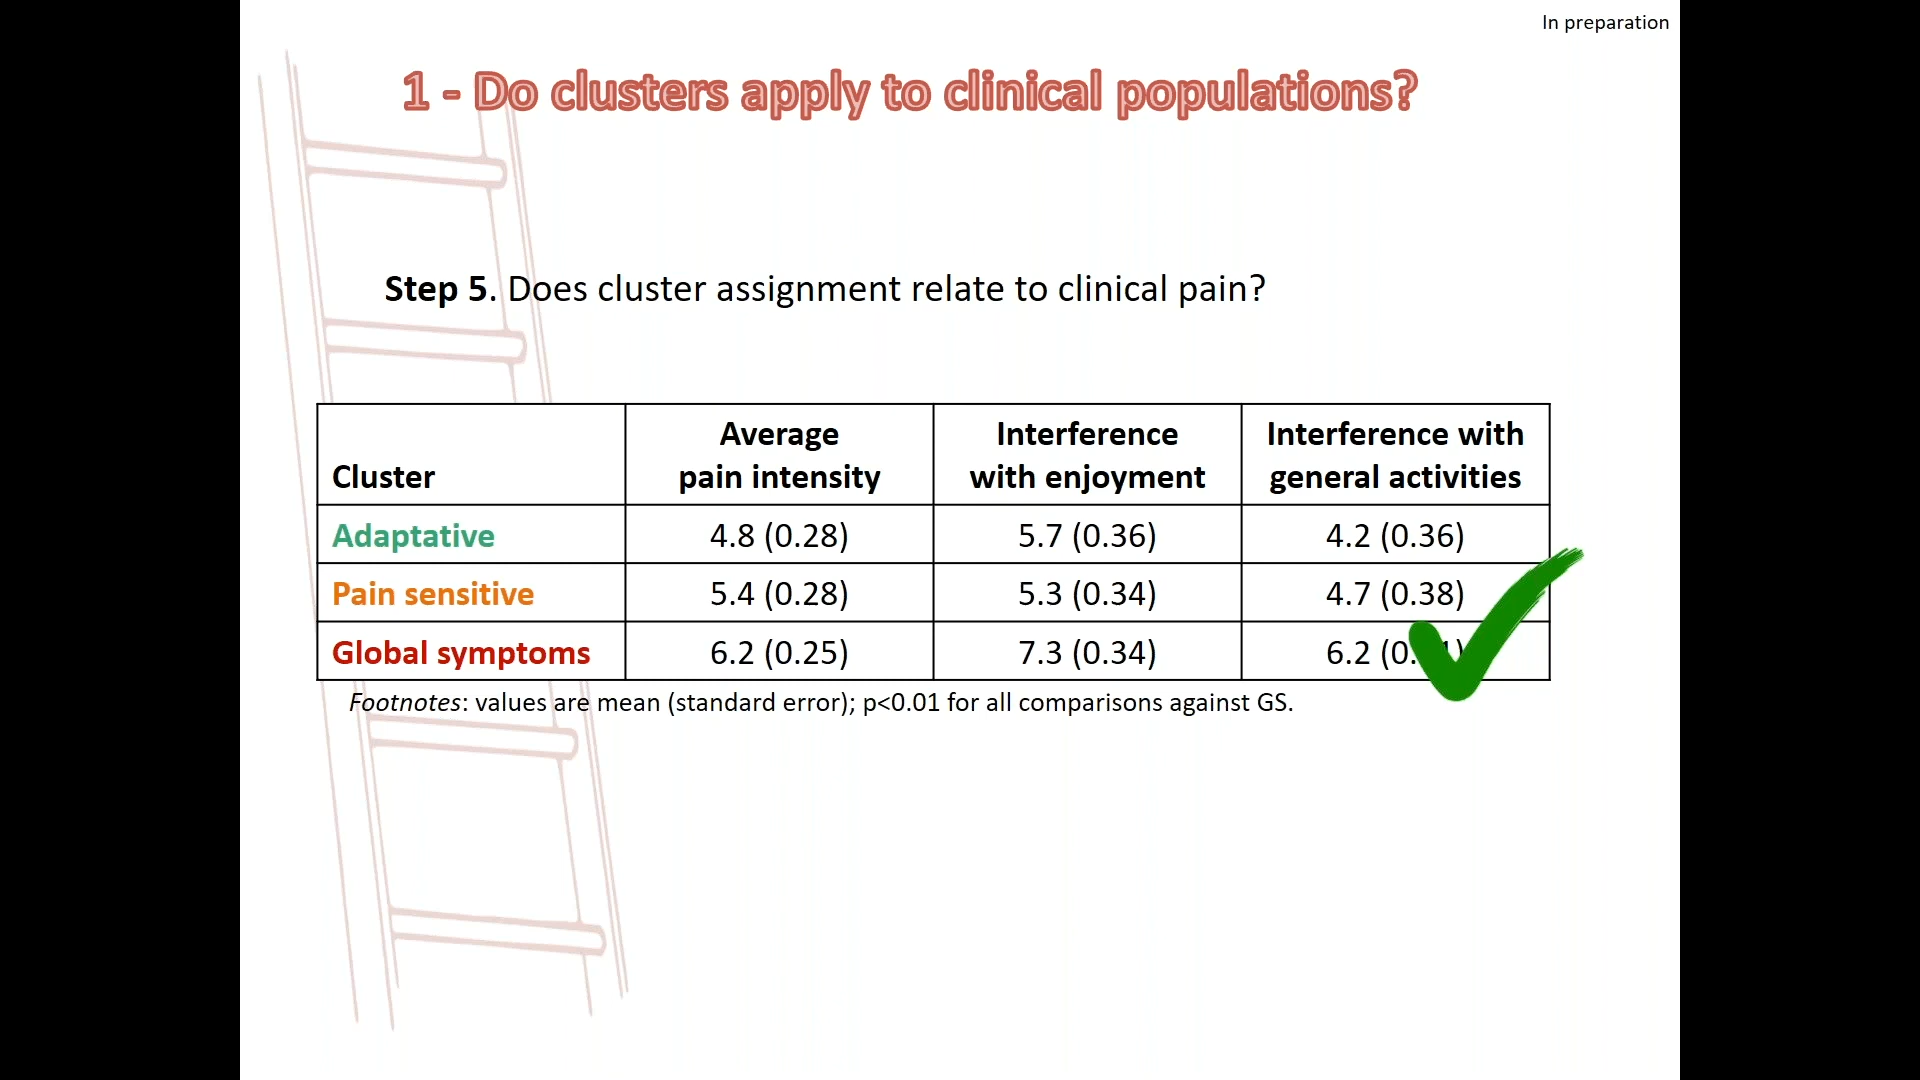 In preparation
1 - Do clusters apply to clinical populations?
Step 5. Does cluster assignment relate to clinical pain?
Cluster Average pain intensity Interference with enjoyment Interference with general activities
Adaptative 4.8 (0.28) 5.7 (0.36) 4.2 (0.36)
Pain sensitive 5.4 (0.28) 5.3 (0.34) 4.7 (0.38)
Global symptoms 6.2 (0.25) 7.3 (0.34) 6.2
Footnotes: values are mean (standard error); p<0.01 for all comparisons against GS.